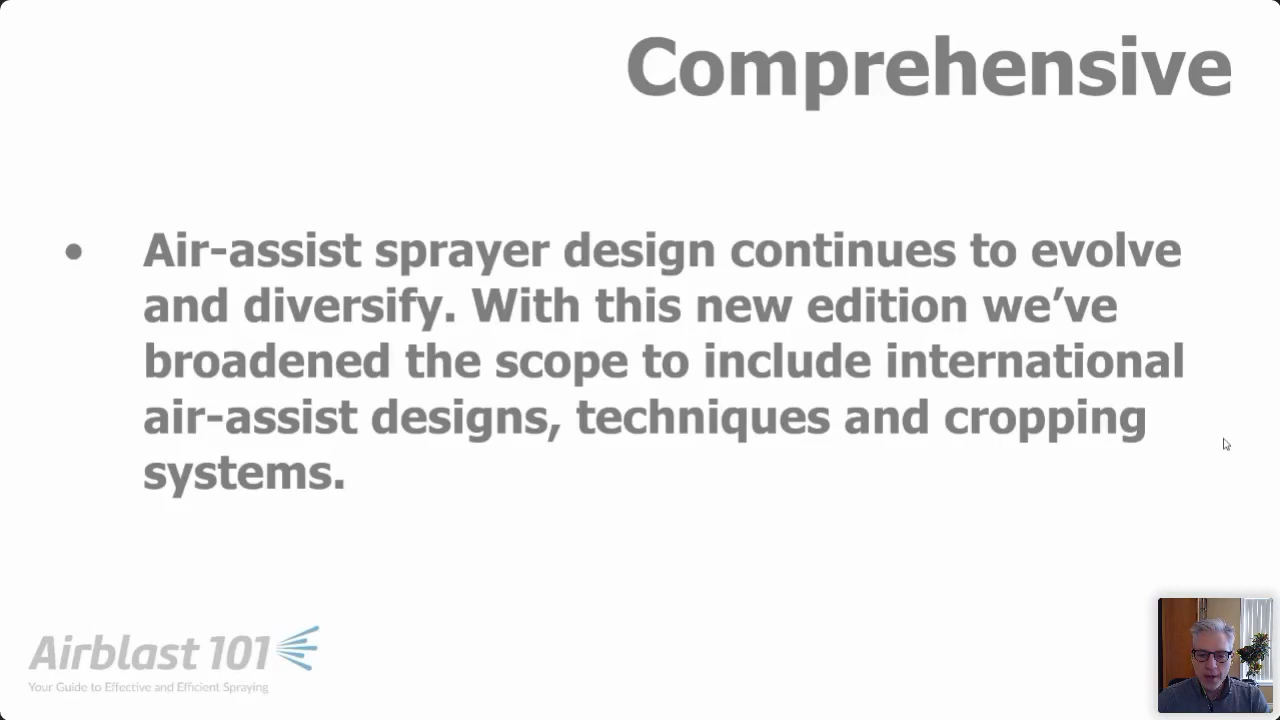 Comprehensive
• Air-assist sprayer design continues to evolve
and diversify. With this new edition we’ve
broadened the scope to include international
air-assist designs, techniques and cropping
systems.
Airblast 101
Your Guide to Effective and Efficient Spraying